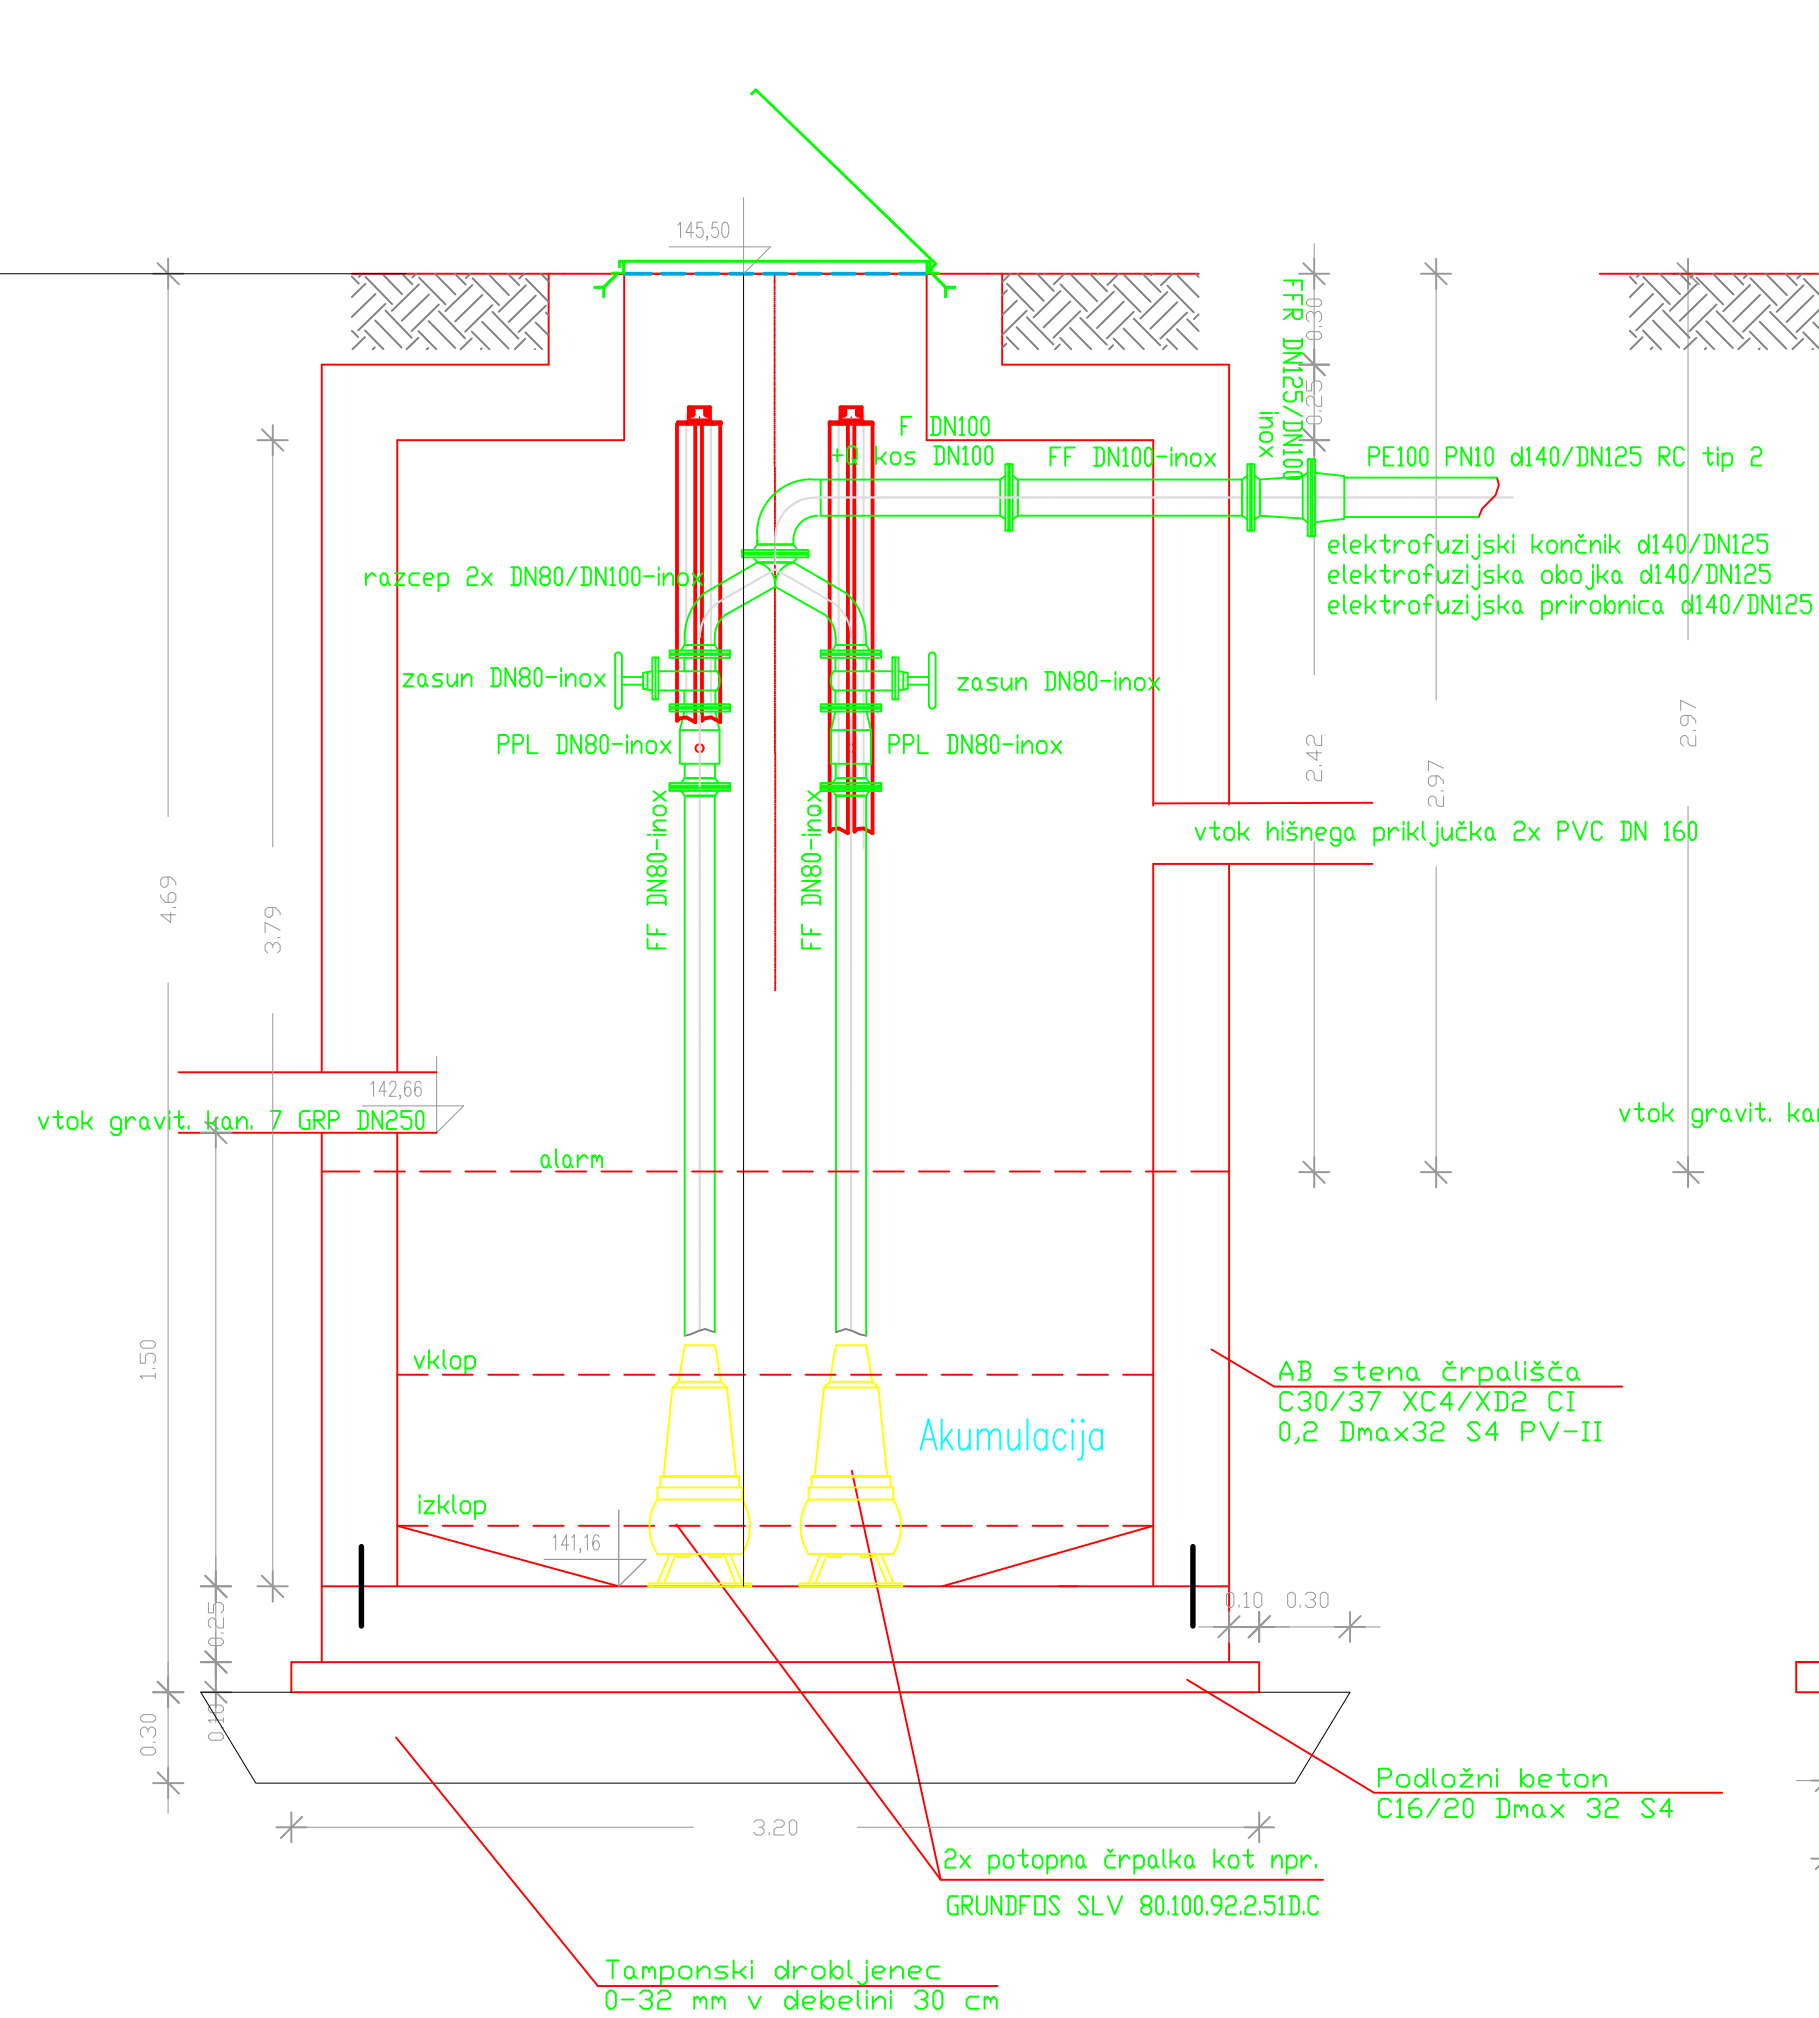 145,50
FFR DN125/DN100
inox
0.30
0.25
F DN100
+Q kos DN100
FF DN100-inox
PE100 PN10 d140/DN125 RC tip 2
elektrofuzijski končnik d140/DN125
elektrofuzijska obojka d140/DN125
elektrofuzijska prirobnica d140/DN125
razcep 2x DN80/DN100-inox
zasun DN80-inox
zasun DN80-inox
PPL DN80-inox
PPL DN80-inox
2.42
2.97
2.97
FF DN80-inox
FF DN80-inox
vtok hišnega priključka 2x PVC DN 160
4.69
3.79
142,66
vtok gravit. kan. 7 GRP DN250
vtok gravit. kan
alarm
1.50
vklop
AB stena črpališča
C30/37 XC4/XD2 CI
0,2 Dmax32 S4 PV-II
Akumulacija
izklop
141,16
0.25
0.10 0.30
0.10
0.30
Podložni beton
C16/20 Dmax 32 S4
3.20
2x potopna črpalka kot npr.
GRUNDFOS SLV 80.100.92.2.51D.C
Tamponski drobljenec
0-32 mm v debelini 30 cm